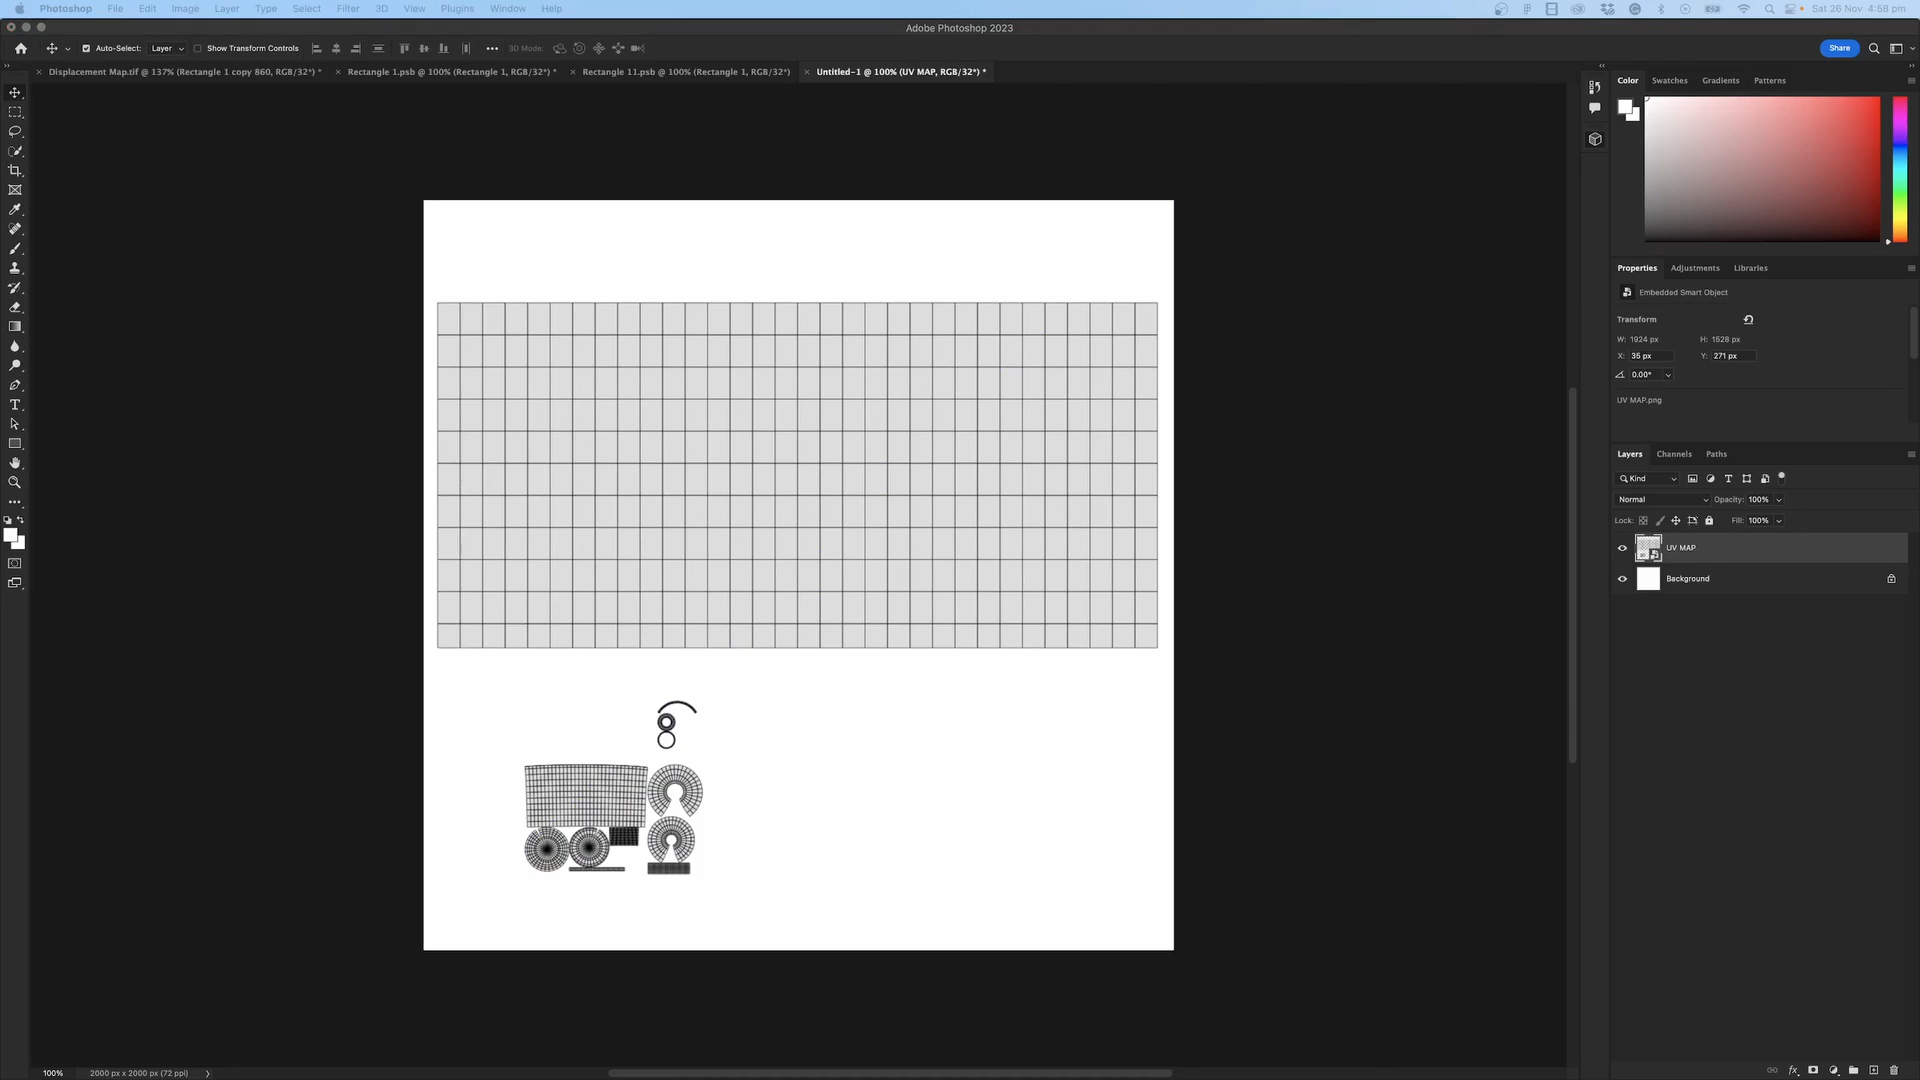 Photoshop File Edit Image Layer Type Select Filter 3D View Plugins Window Help Sat 26 Nov 4:58 pm
Adobe Photoshop 2023
Auto-Select: Layer Show Transform Controls 3D Mode: Share
Displacement Map.tif @ 137% (Rectangle 1 copy 860, RGB/32*) * Rectangle 1.psb @ 100% (Rectangle 1, RGB/32*) * Rectangle 11.psb @ 100% (Rectangle 1, RGB/32*) Untitled-1 @ 100% (UV MAP, RGB/32*) *
Color Swatches Gradients Patterns
Properties Adjustments Libraries
Embedded Smart Object
Transform
W: 1924 px H: 1528 px
X: 35 px Y: 271 px
0.00°
UV MAP.png
Layers Channels Paths
Kind
Normal Opacity: 100%
Lock: Fill: 100%
UV MAP
Background
100% 2000 px x 2000 px (72 ppi)